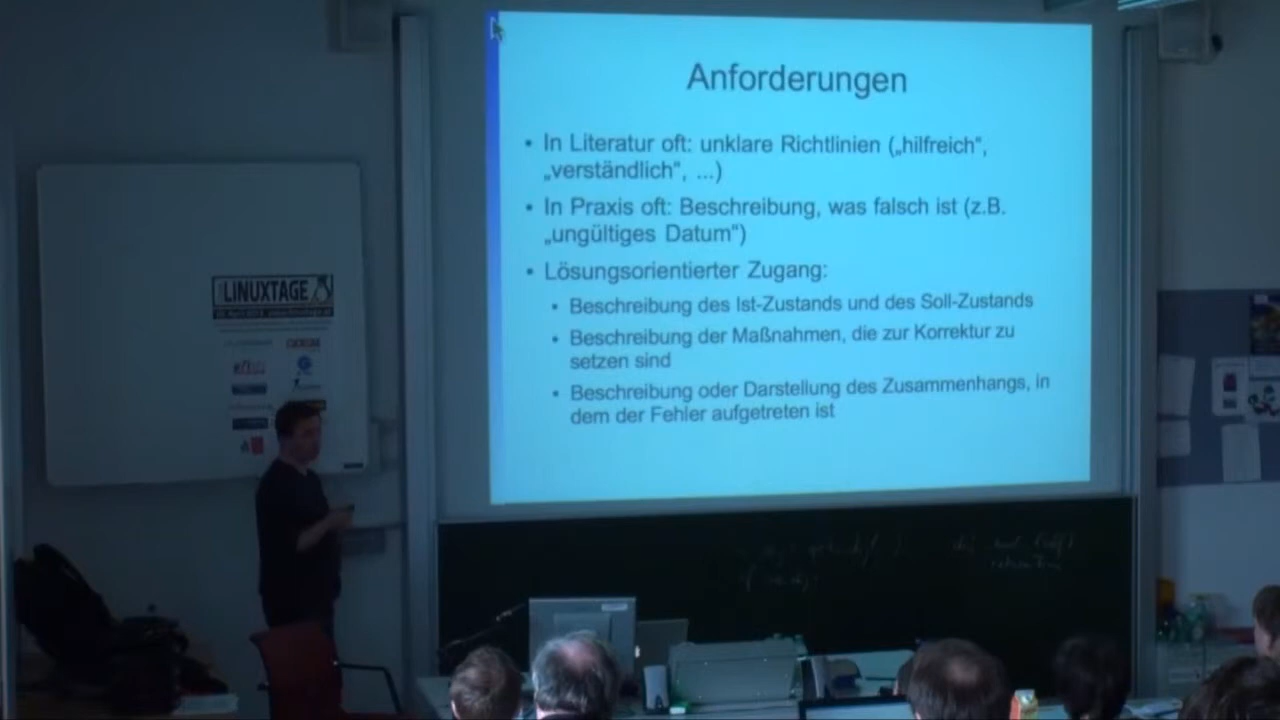 Anforderungen
• In Literatur oft: unklare Richtlinien („hilfreich“,
„verständlich“, ...)
• In Praxis oft: Beschreibung, was falsch ist (z.B.
„ungültiges Datum“)
• Lösungsorientierter Zugang:
• Beschreibung des Ist-Zustands und des Soll-Zustands
• Beschreibung der Maßnahmen, die zur Korrektur zu
setzen sind
• Beschreibung oder Darstellung des Zusammenhangs, in
dem der Fehler aufgetreten ist
LINUXTAGE